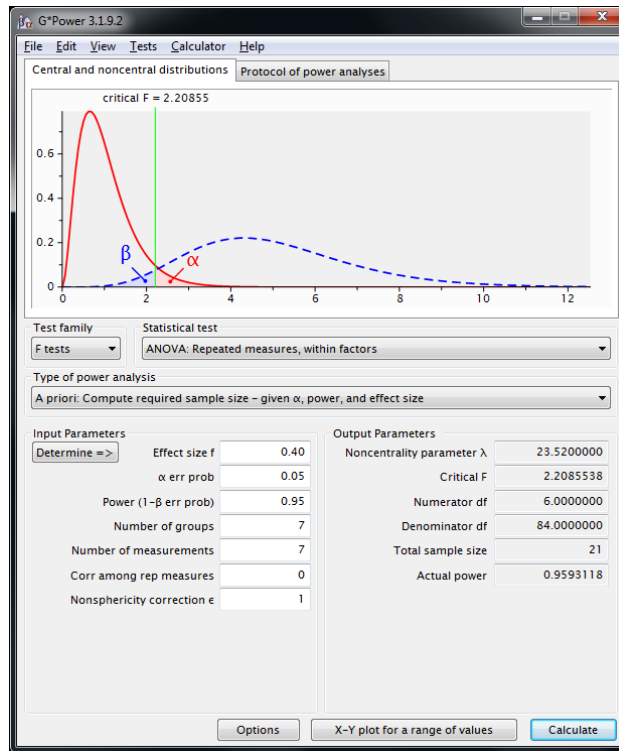 G*Power 3.1.9.2
File Edit View Tests Calculator Help
Central and noncentral distributions Protocol of power analyses
critical F = 2.20855
0.6
0.4
0.2
0
β α
0 2 4 6 8 10 12
Test family Statistical test
F tests ANOVA: Repeated measures, within factors
Type of power analysis
A priori: Compute required sample size – given α, power, and effect size
Input Parameters Output Parameters
Determine => Effect size f 0.40 Noncentrality parameter λ 23.5200000
α err prob 0.05 Critical F 2.2085538
Power (1-β err prob) 0.95 Numerator df 6.0000000
Number of groups 7 Denominator df 84.0000000
Number of measurements 7 Total sample size 21
Corr among rep measures 0 Actual power 0.9593118
Nonsphericity correction ϵ 1
Options X-Y plot for a range of values Calculate